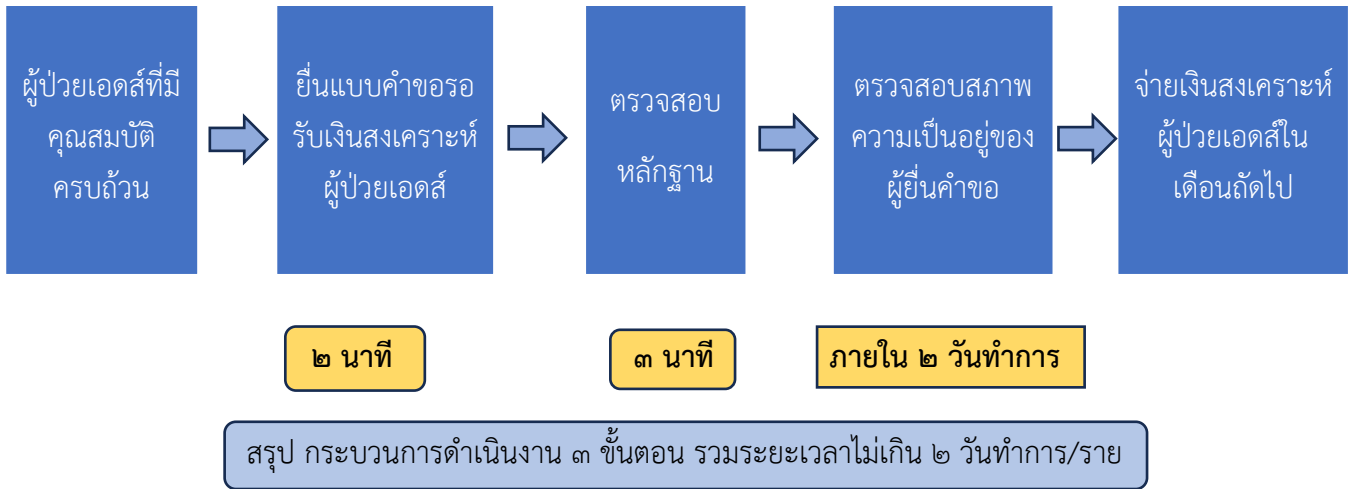 ผู้ป่วยเอดส์ที่มี
คุณสมบัติ
ครบถ้วน
ยื่นแบบคำขอรอ
รับเงินสงเคราะห์
ผู้ป่วยเอดส์
ตรวจสอบ
หลักฐาน
ตรวจสอบสภาพ
ความเป็นอยู่ของ
ผู้ยื่นคำขอ
จ่ายเงินสงเคราะห์
ผู้ป่วยเอดส์ใน
เดือนถัดไป
๒ นาที
๓ นาที
ภายใน ๒ วันทำการ
สรุป กระบวนการดำเนินงาน ๓ ขั้นตอน รวมระยะเวลาไม่เกิน ๒ วันทำการ/ราย